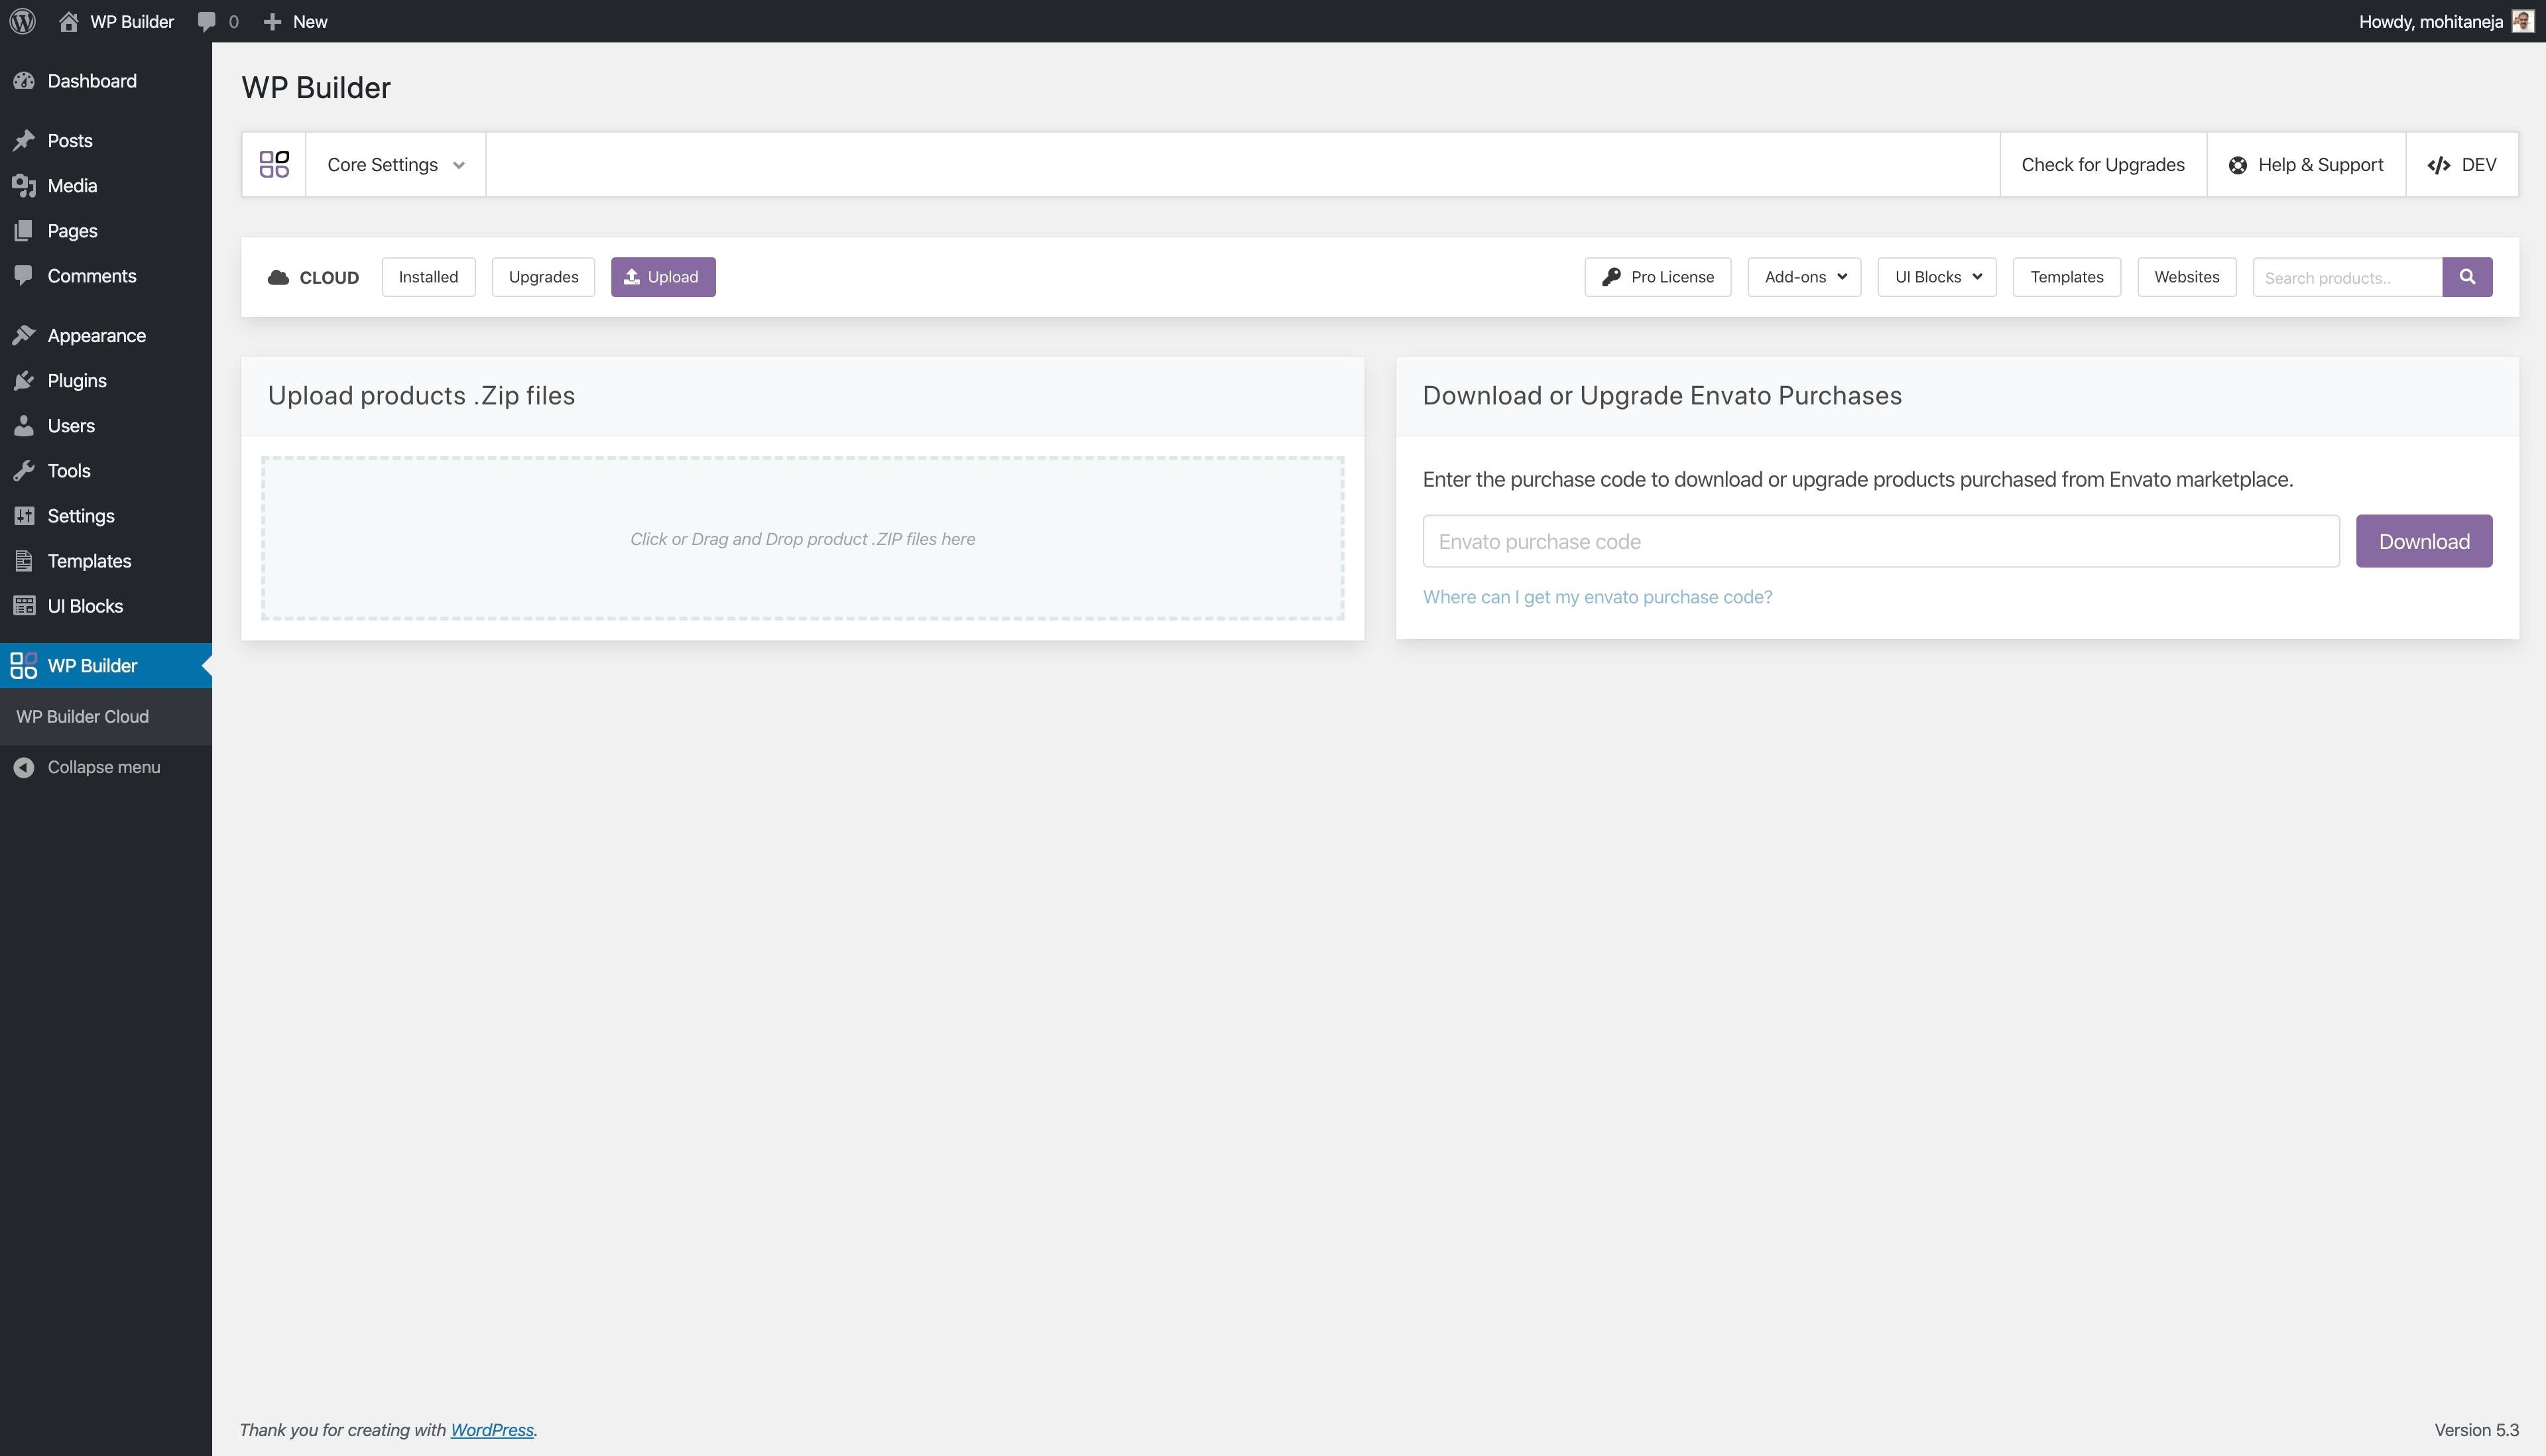 WP Builder
0
New
Howdy, mohitaneja
Dashboard
Posts
Media
Pages
Comments
Appearance
Plugins
Users
Tools
Settings
Templates
UI Blocks
WP Builder
WP Builder Cloud
Collapse menu
WP Builder
Core Settings
Check for Upgrades
Help & Support
DEV
CLOUD
Installed
Upgrades
Upload
Pro License
Add-ons
UI Blocks
Templates
Websites
Search products..
Upload products .Zip files
Click or Drag and Drop product .ZIP files here
Download or Upgrade Envato Purchases
Enter the purchase code to download or upgrade products purchased from Envato marketplace.
Envato purchase code
Download
Where can I get my envato purchase code?
Thank you for creating with WordPress.
Version 5.3